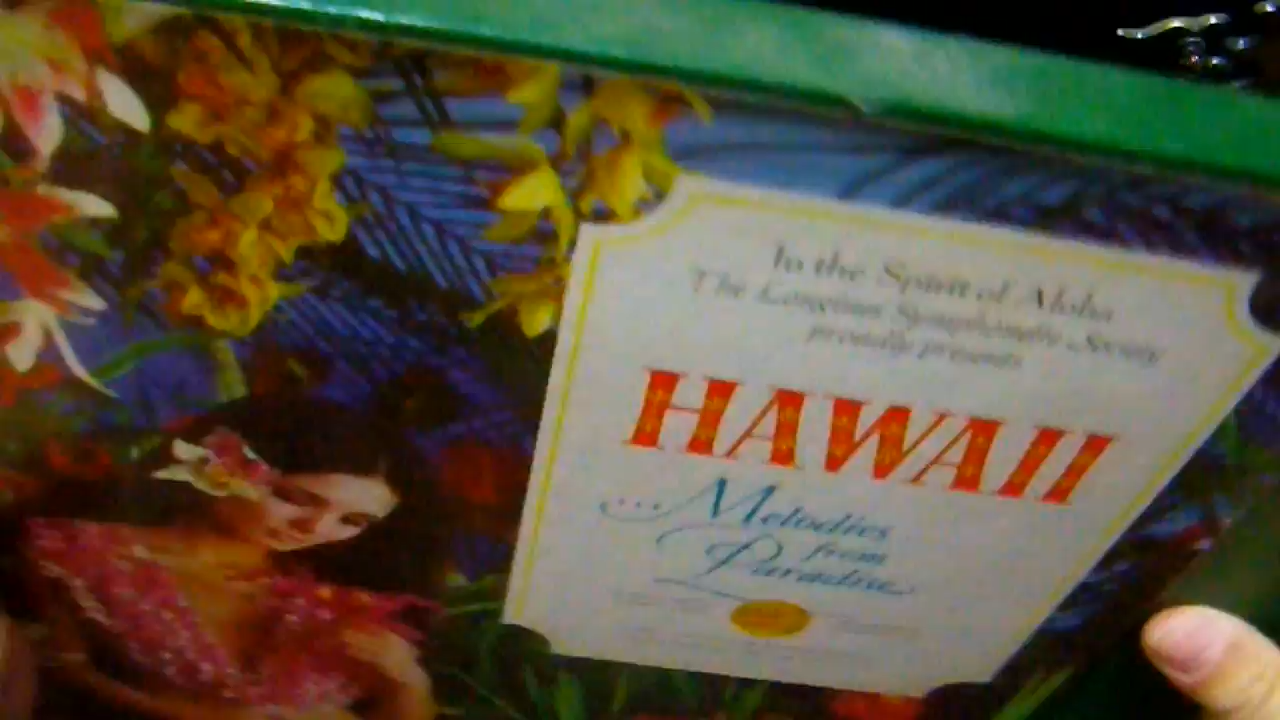 In the Spirit of Aloha
The Longines Symphonette Society
proudly presents
HAWAII
...Melodies
from
Paradise